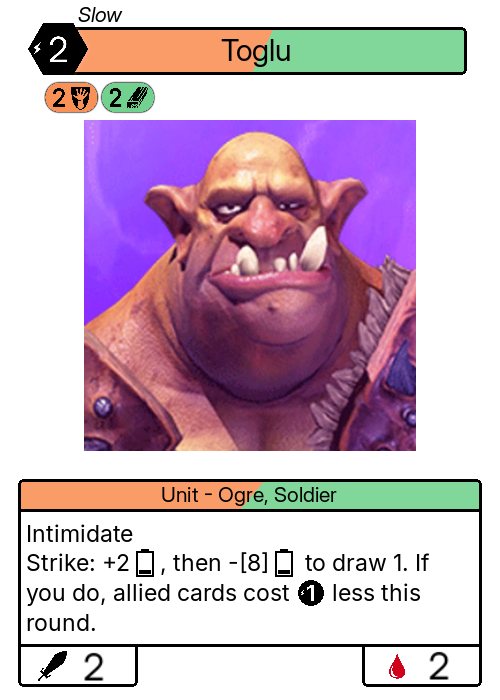 Slow
2 Toglu
2 2
Unit - Ogre, Soldier
Intimidate
Strike: +2 , then -[8] to draw 1. If
you do, allied cards cost 1 less this
round.
2 2